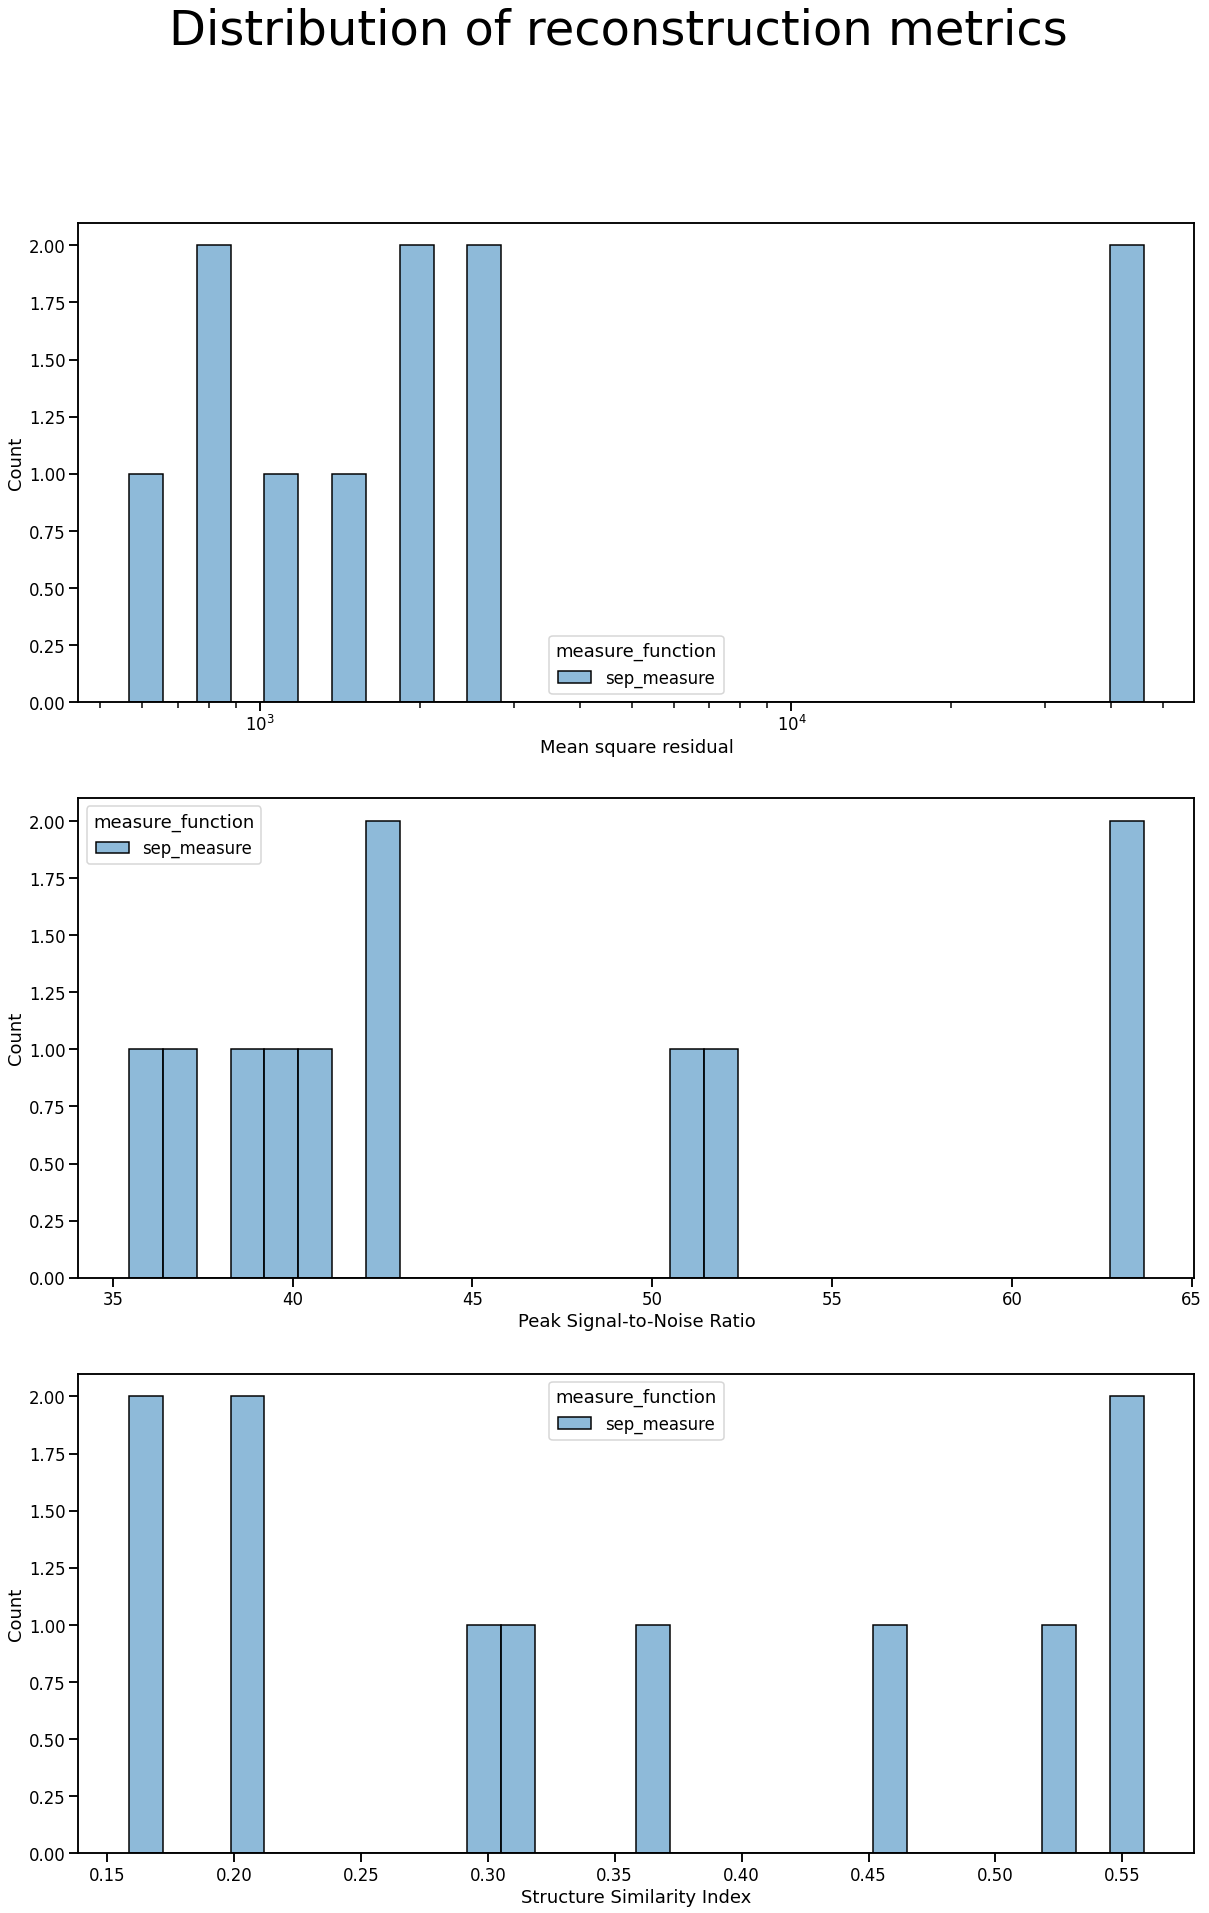 Distribution of reconstruction metrics
2.00
1.75
1.50
1.25
1.00
0.75
0.50
0.25
0.00
Count
measure_function
sep_measure
10³ 10⁴
Mean square residual
measure_function
sep_measure
2.00
1.75
1.50
1.25
1.00
0.75
0.50
0.25
0.00
Count
35 40 45 50 55 60 65
Peak Signal-to-Noise Ratio
measure_function
sep_measure
2.00
1.75
1.50
1.25
1.00
0.75
0.50
0.25
0.00
Count
0.15 0.20 0.25 0.30 0.35 0.40 0.45 0.50 0.55
Structure Similarity Index